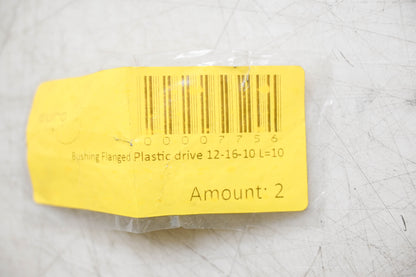 00007756
Bushing Flanged Plastic drive 12-16-10 L=10
Amount: 2